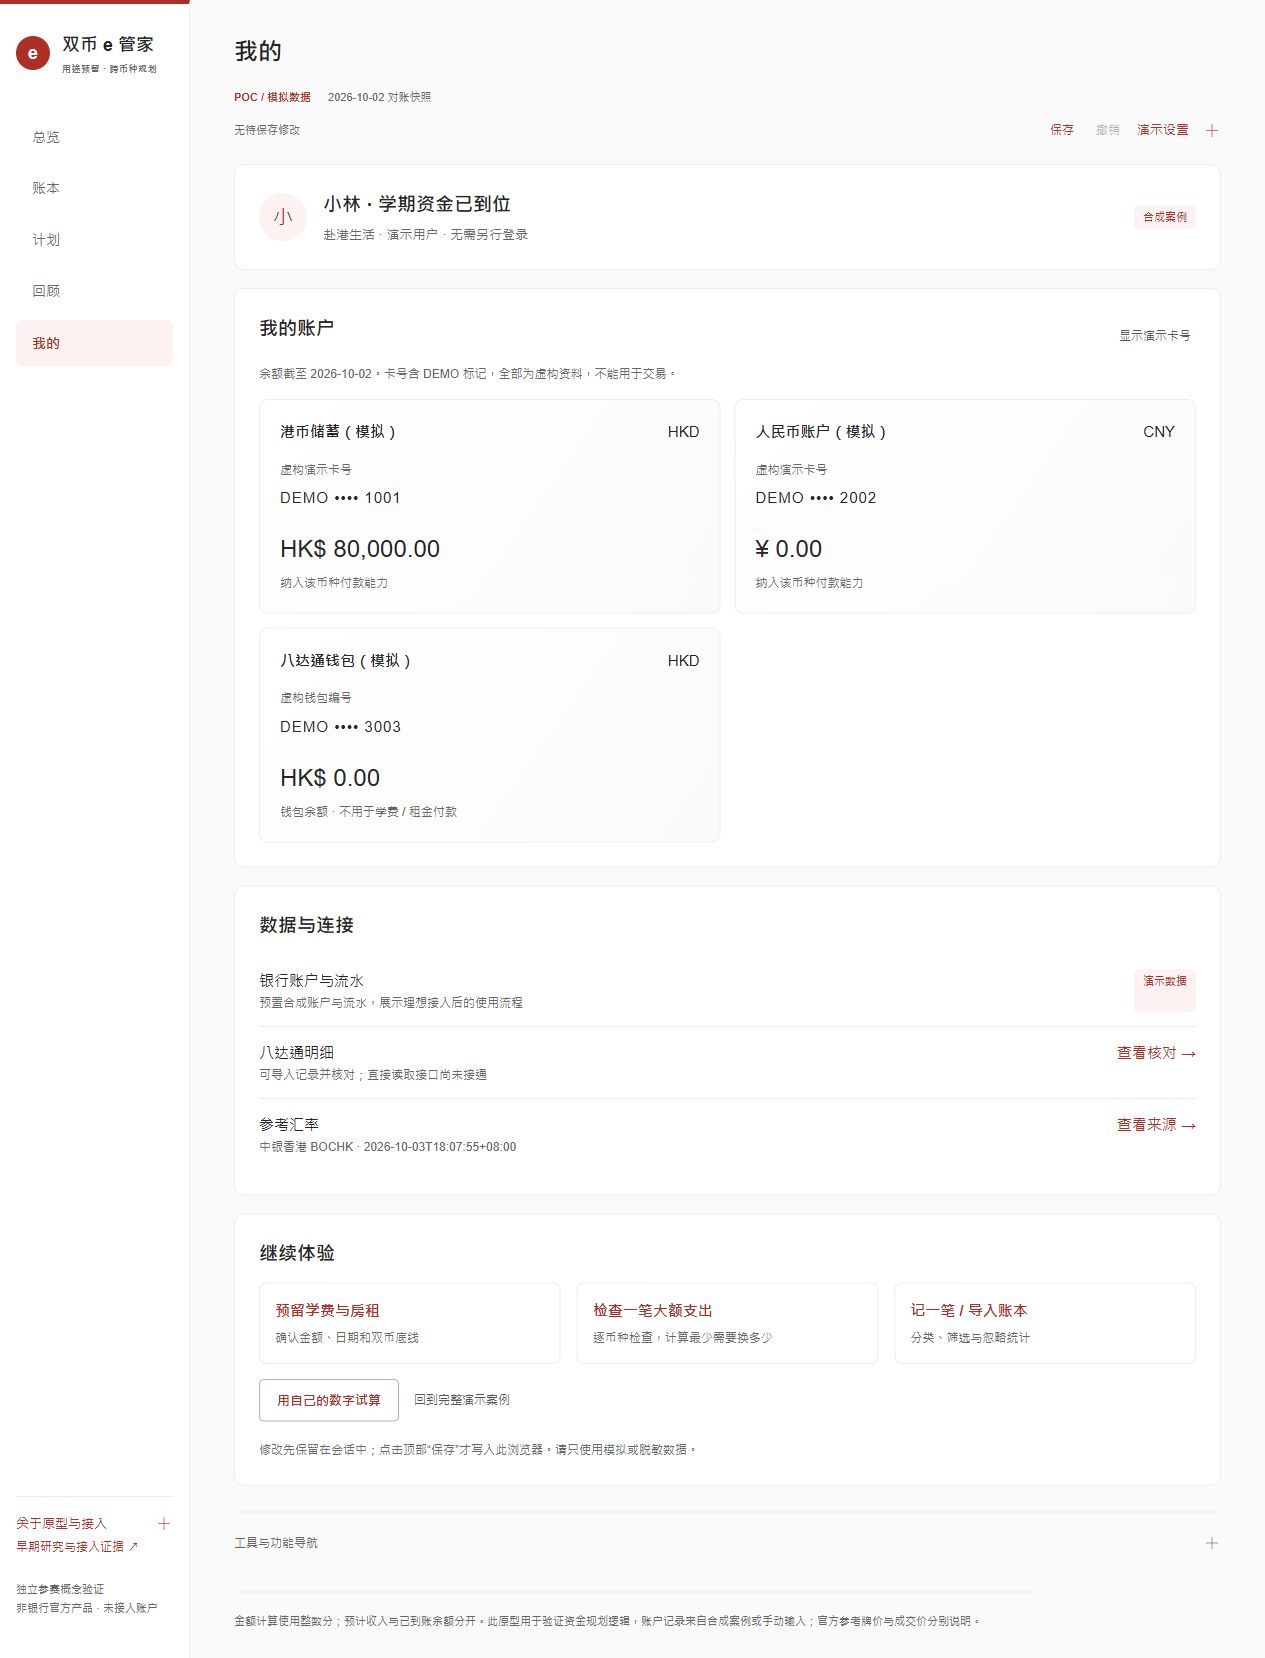 e
双币 e 管家
用途预留 · 跨币种规划
总览
账本
计划
回顾
我的
关于原型与接入
早期研究与接入证据 ↗
独立参赛概念验证
非银行官方产品 · 未接入账户
我的
POC / 模拟数据 2026-10-02 对账快照
无待保存修改
保存 撤销 演示设置 +
小
小林 · 学期资金已到位
赴港生活 · 演示用户 · 无需另行登录
合成案例
我的账户
显示演示卡号
余额截至 2026-10-02。卡号含 DEMO 标记，全部为虚构资料，不能用于交易。
港币储蓄（模拟） HKD
虚构演示卡号
DEMO •••• 1001
HK$ 80,000.00
纳入该币种付款能力
人民币账户（模拟） CNY
虚构演示卡号
DEMO •••• 2002
¥ 0.00
纳入该币种付款能力
八达通钱包（模拟） HKD
虚构钱包编号
DEMO •••• 3003
HK$ 0.00
钱包余额 · 不用于学费 / 租金付款
数据与连接
银行账户与流水
预置合成账户与流水，展示理想接入后的使用流程
演示数据
八达通明细
可导入记录并核对；直接读取接口尚未接通
查看核对 →
参考汇率
中银香港 BOCHK · 2026-10-03T18:07:55+08:00
查看来源 →
继续体验
预留学费与房租
确认金额、日期和双币底线
检查一笔大额支出
逐币种检查，计算最少需要换多少
记一笔 / 导入账本
分类、筛选与忽略统计
用自己的数字试算 回到完整演示案例
修改先保留在会话中；点击顶部“保存”才写入此浏览器。请只使用模拟或脱敏数据。
工具与功能导航
金额计算使用整数分；预计收入与已到账余额分开。此原型用于验证资金规划逻辑，账户记录来自合成案例或手动输入；官方参考牌价与成交价分别说明。